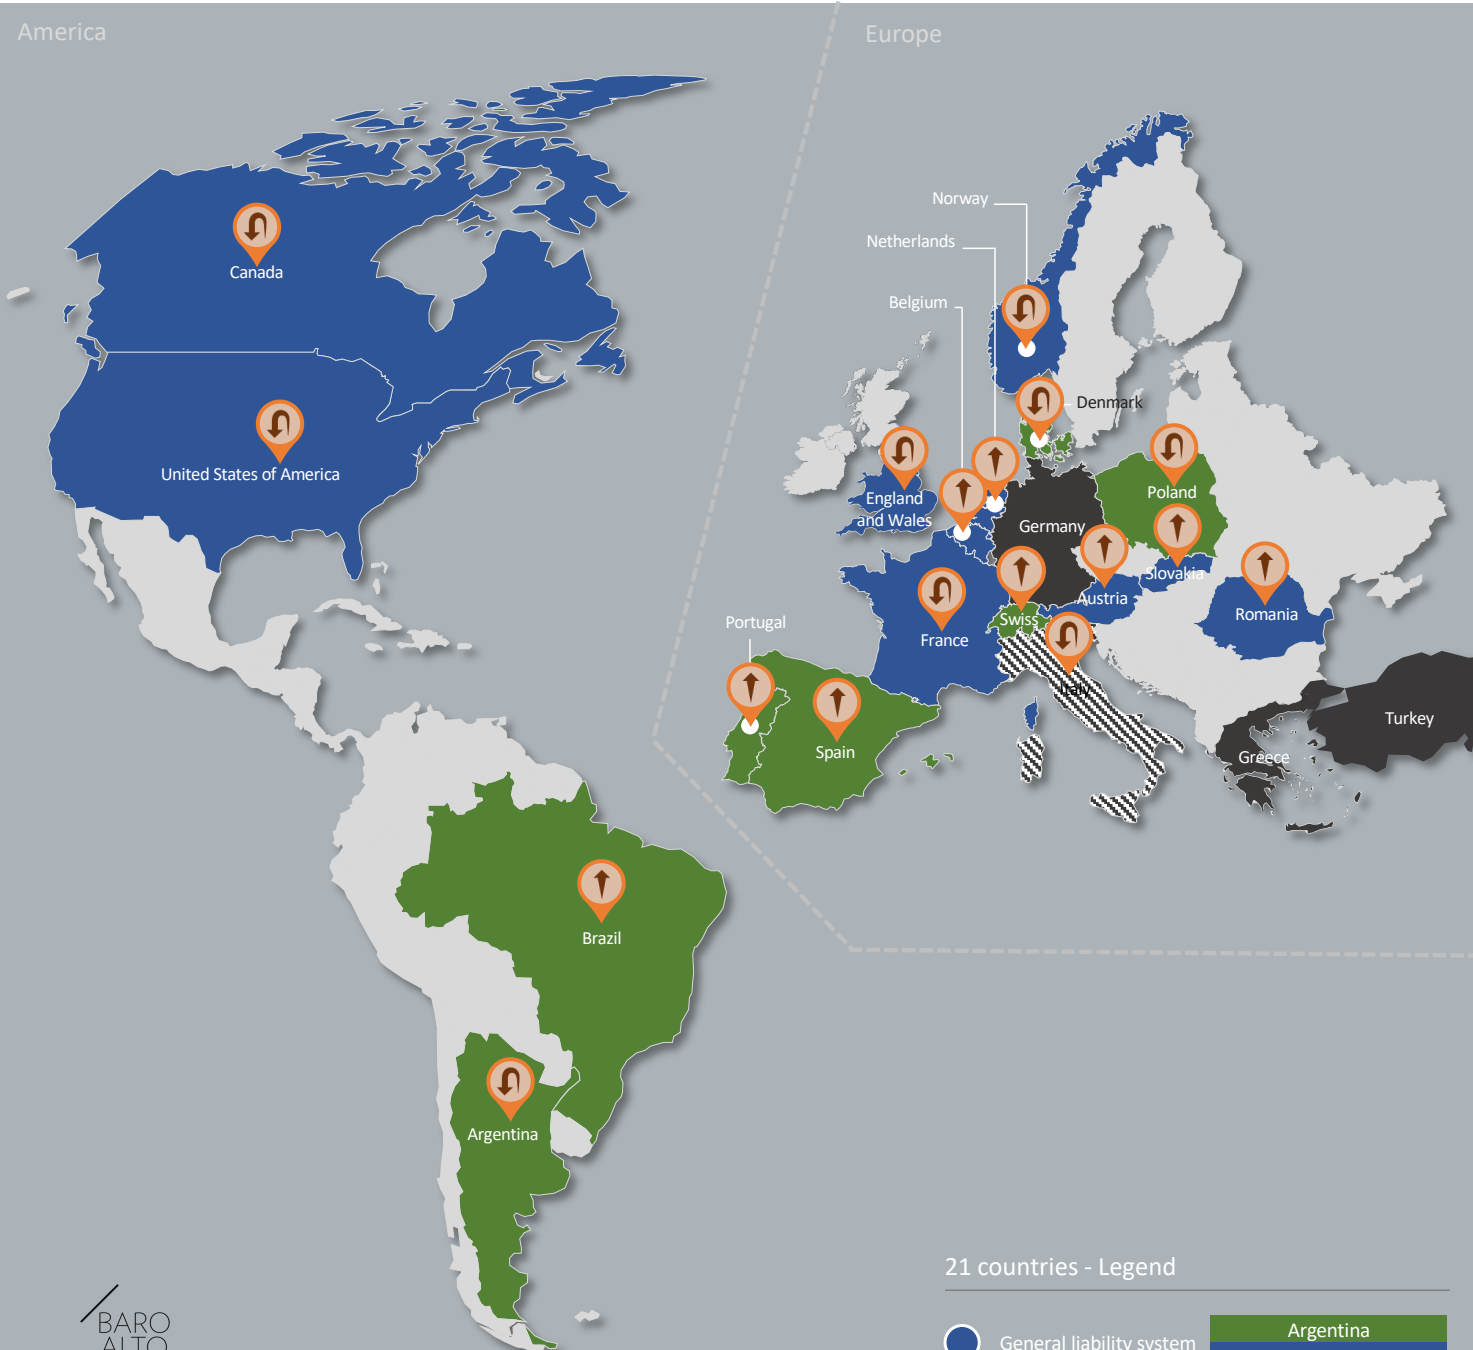 America
Europe
Norway
Netherlands
Belgium
Canada
Denmark
United States of America
Poland
England
and Wales
Germany
Slovakia
Austria
Romania
Swiss
France
Portugal
Italy
Turkey
Spain
Greece
Brazil
Argentina
21 countries - Legend
BARO
ALTO
General liability system
Argentina